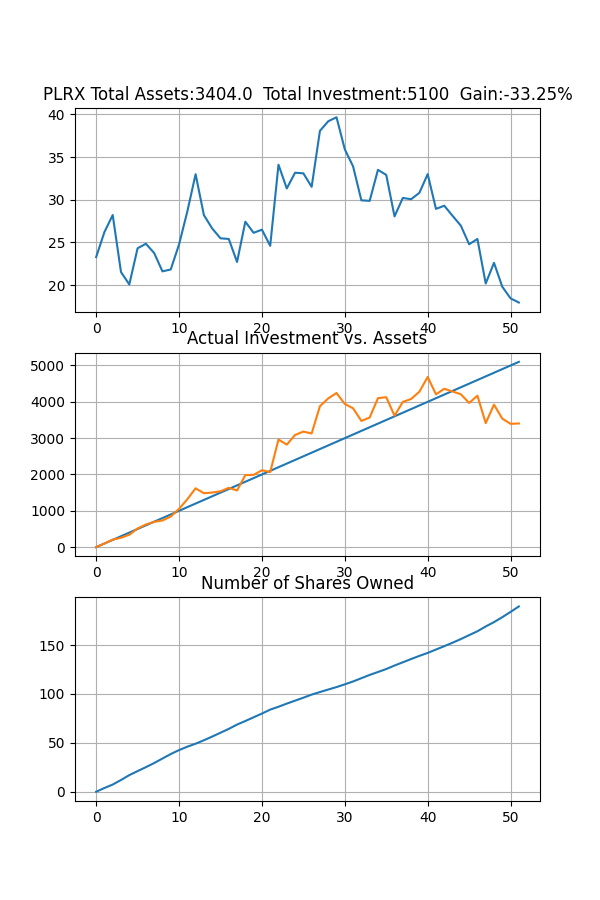 PLRX Total Assets:3404.0  Total Investment:5100  Gain:-33.25%
40
35
30
25
20
0 10 20 30 40 50
Actual Investment vs. Assets
5000
4000
3000
2000
1000
0
0 10 20 30 40 50
Number of Shares Owned
150
100
50
0
0 10 20 30 40 50